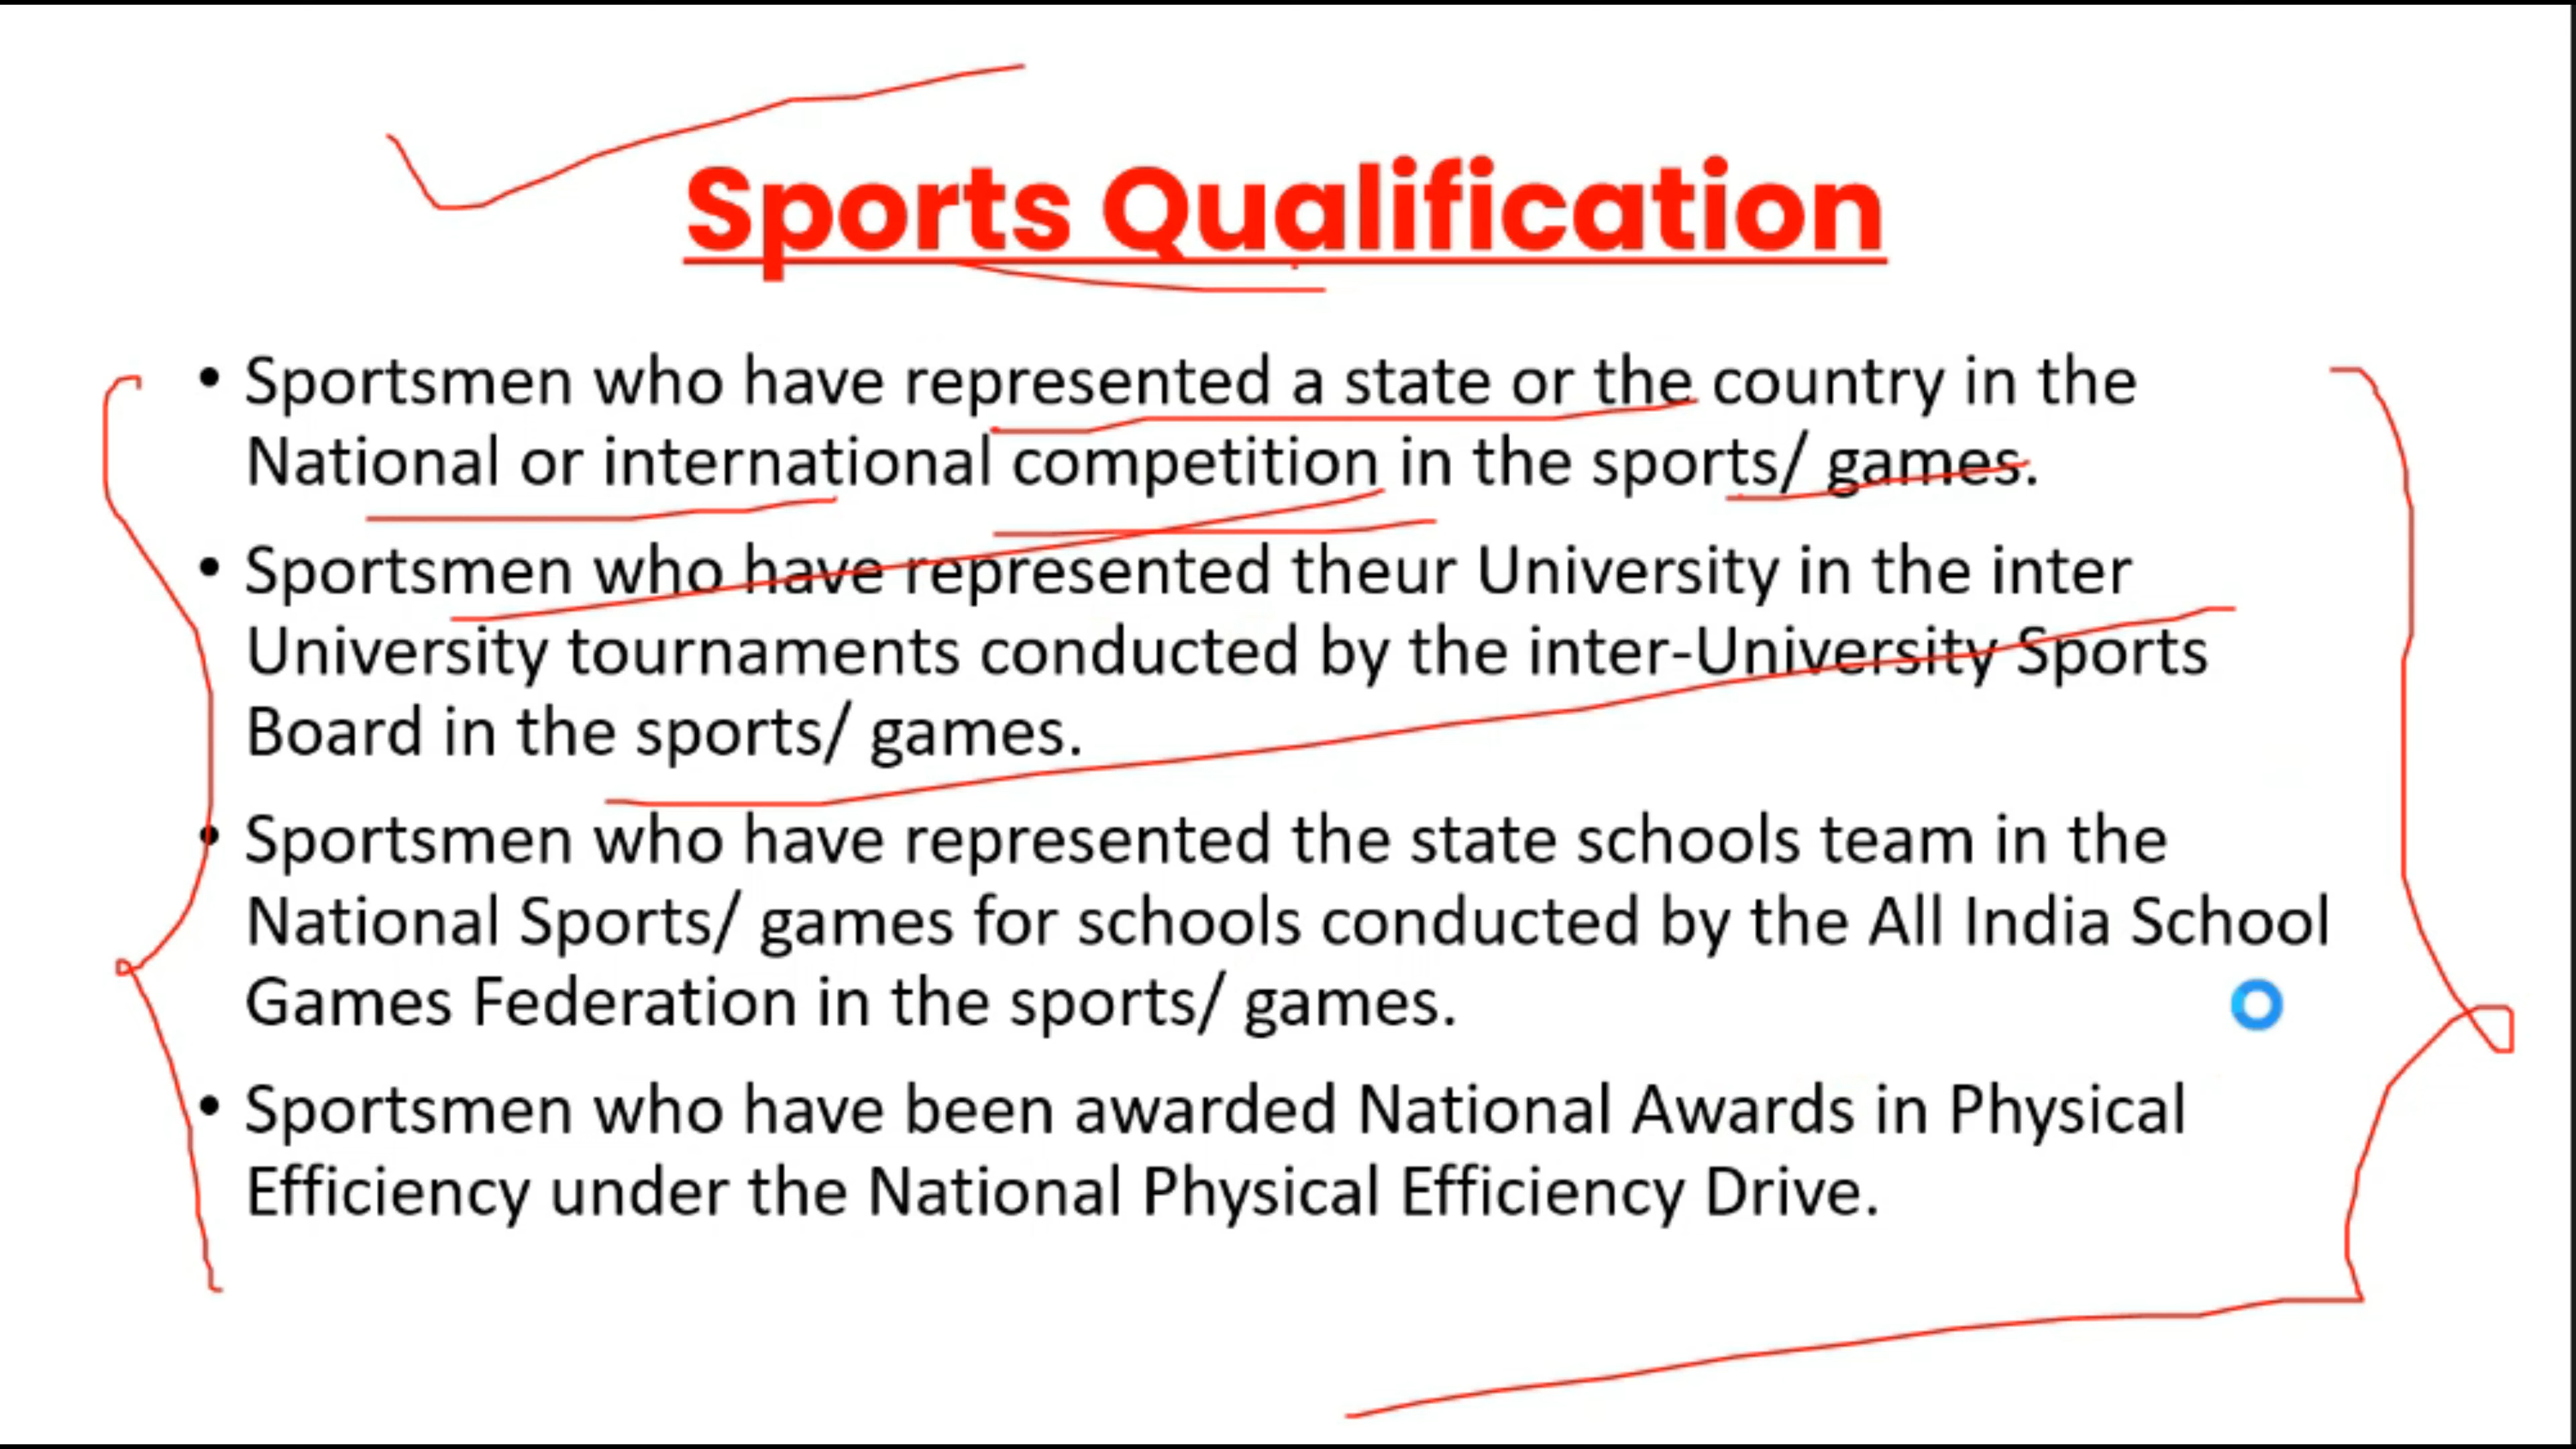 Sports Qualification
• Sportsmen who have represented a state or the country in the
National or international competition in the sports/ games.
• Sportsmen who have represented theur University in the inter
University tournaments conducted by the inter-University Sports
Board in the sports/ games.
• Sportsmen who have represented the state schools team in the
National Sports/ games for schools conducted by the All India School
Games Federation in the sports/ games.
• Sportsmen who have been awarded National Awards in Physical
Efficiency under the National Physical Efficiency Drive.